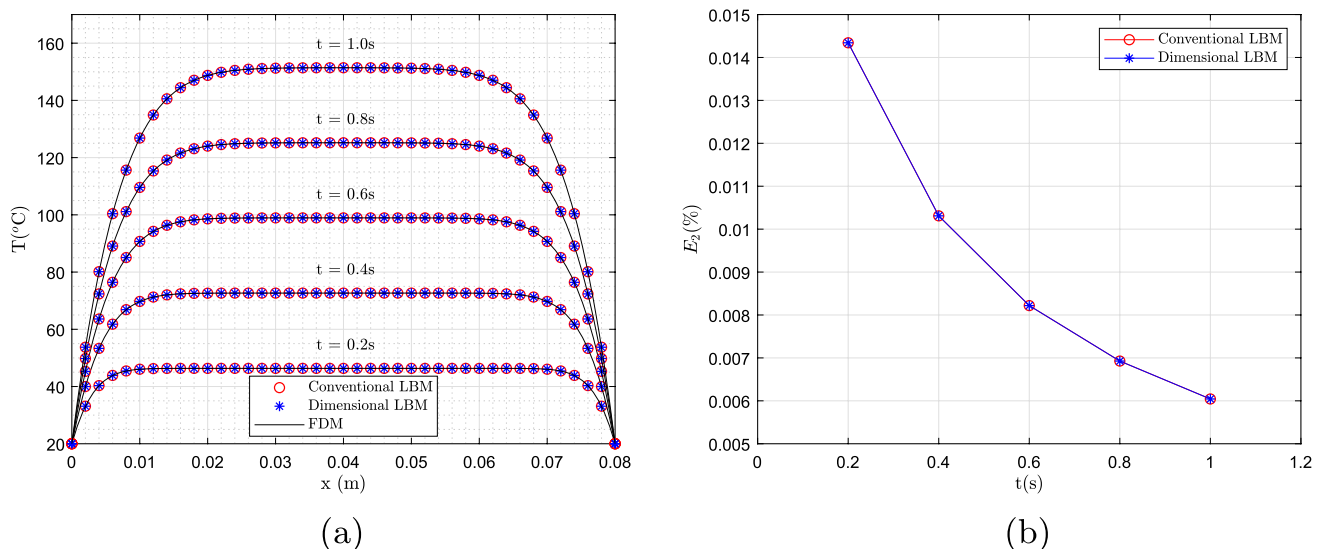 160
140
120
100
80
60
40
20
T(°C)
t = 1.0s
t = 0.8s
t = 0.6s
t = 0.4s
t = 0.2s
Conventional LBM
Dimensional LBM
FDM
0 0.01 0.02 0.03 0.04 0.05 0.06 0.07 0.08
x (m)
(a)
0.015
0.014
0.013
0.012
0.011
0.01
0.009
0.008
0.007
0.006
0.005
E₂(%)
Conventional LBM
Dimensional LBM
0 0.2 0.4 0.6 0.8 1 1.2
t(s)
(b)